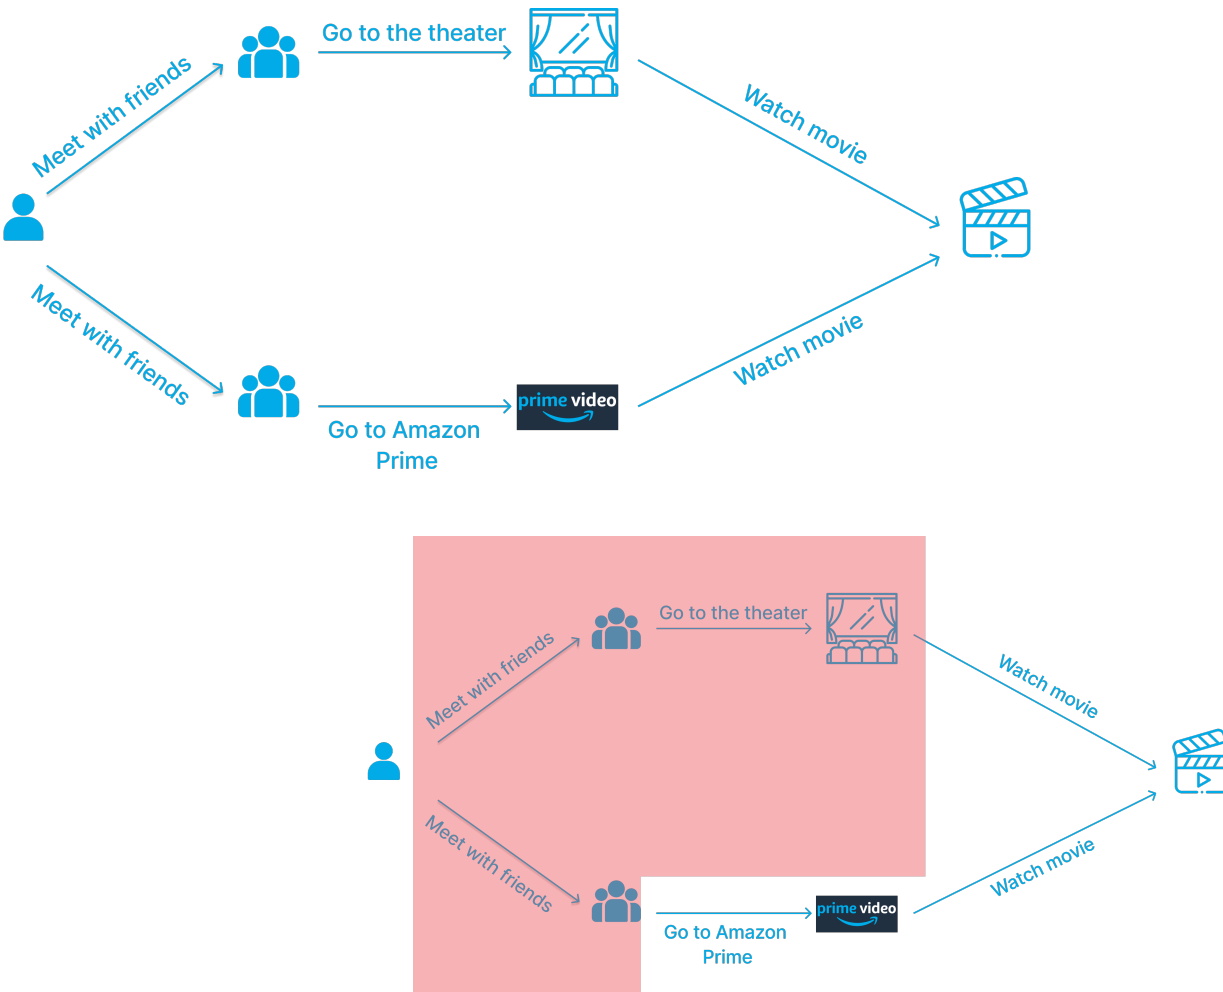 Go to the theater
Meet with friends
Watch movie
Meet with friends
Watch movie
prime video
Go to Amazon
Prime
Go to the theater
Meet with friends
Watch movie
Meet with friends
Watch movie
prime video
Go to Amazon
Prime